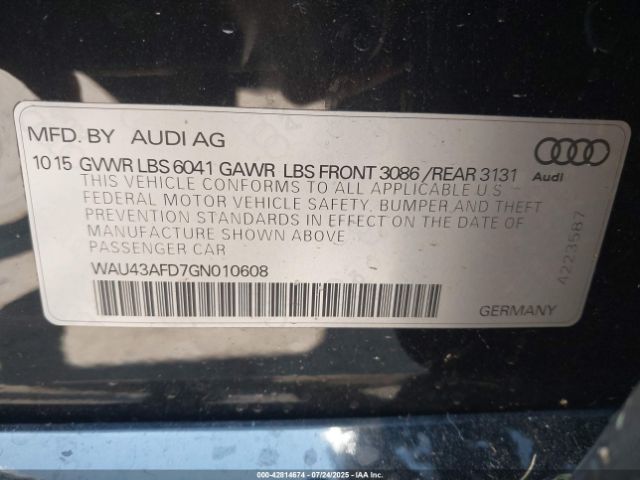 MFD. BY AUDI AG
10 15 GVWR LBS 6041 GAWR LBS FRONT 3086 /REAR 3131
Audi
THIS VEHICLE CONFORMS TO ALL APPLICABLE U S -
FEDERAL MOTOR VEHICLE SAFETY, BUMPER,AND THEFT
PREVENTION STANDARDS IN EFFECT ON THE DATE OF
MANUFACTURE SHOWN ABOVE
PASSENGER CAR
WAU43AFD7GN010608
4223587
GERMANY
000-42814674 | 07/24/2025 - IAAI.COM